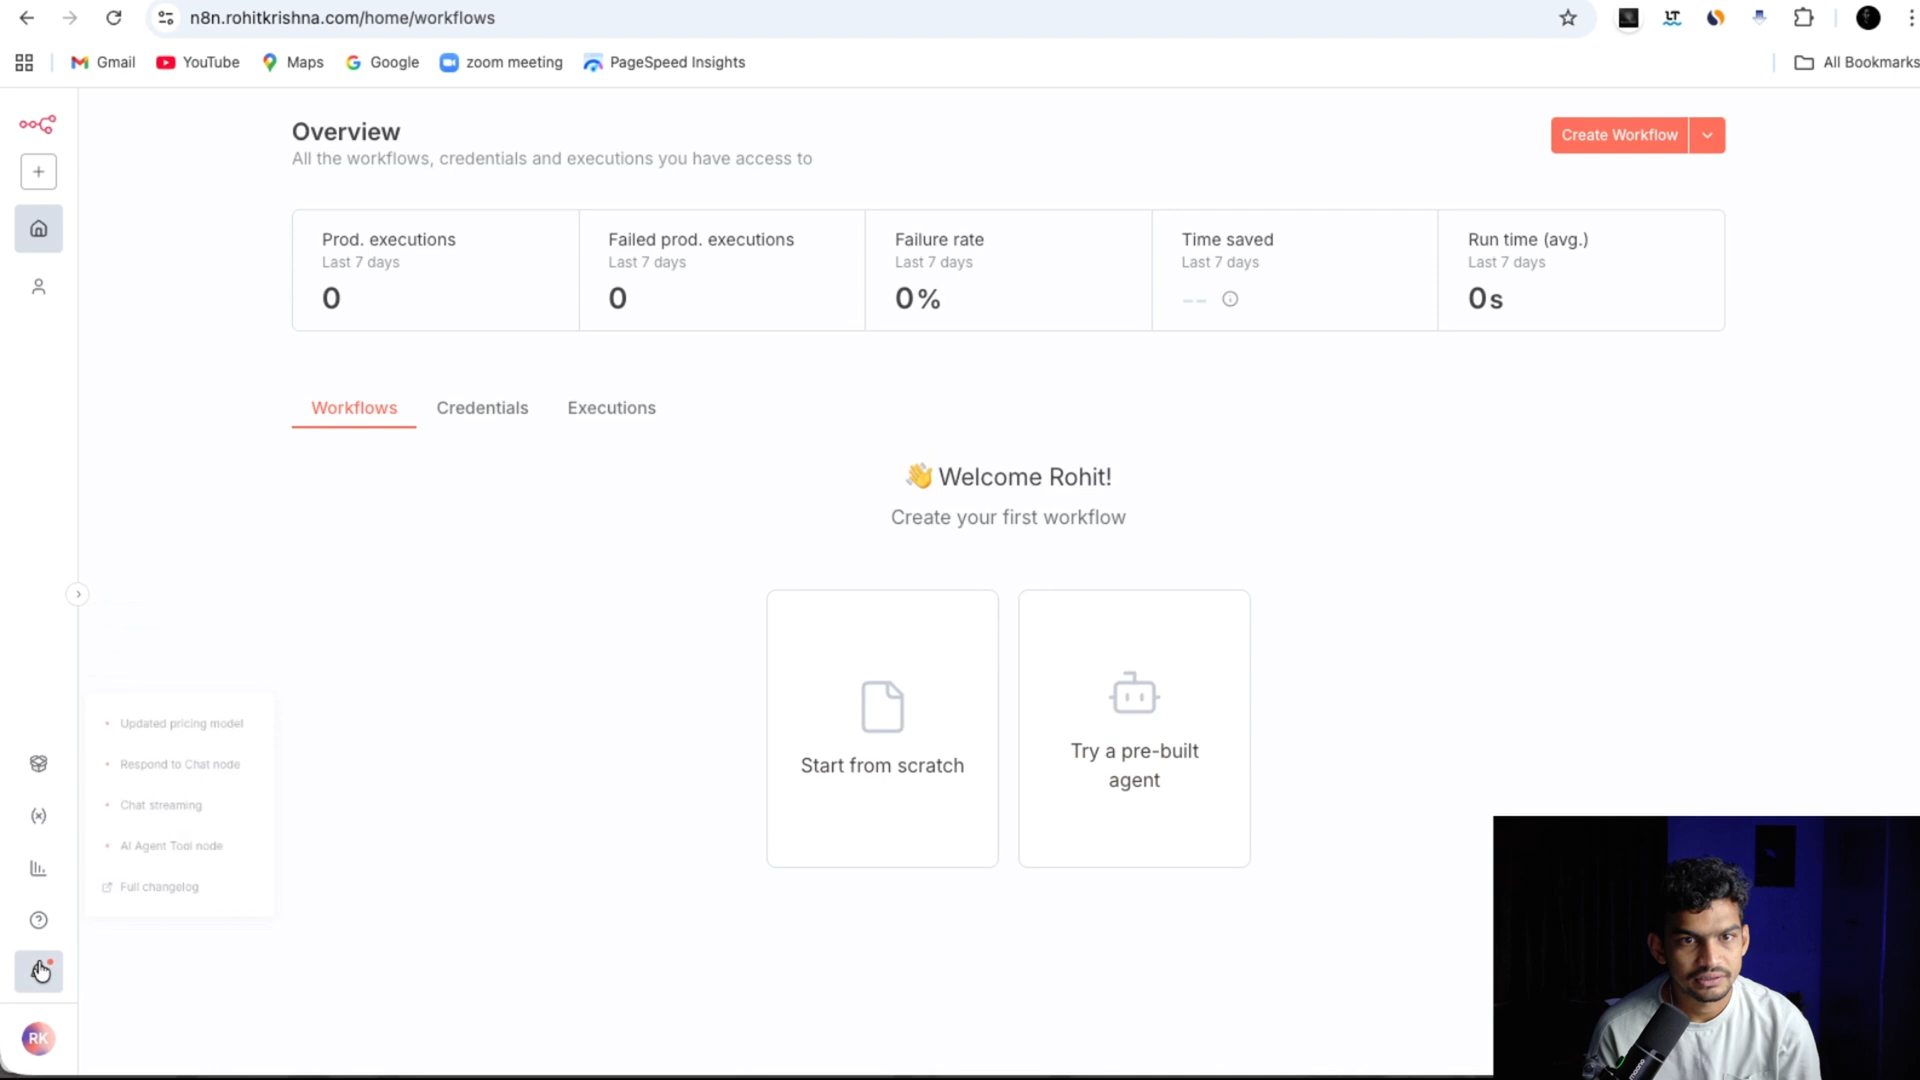 n8n.rohitkrishna.com/home/workflows
Gmail
YouTube
Maps
Google
zoom meeting
PageSpeed Insights
All Bookmarks
Overview
All the workflows, credentials and executions you have access to
Create Workflow
Prod. executions
Last 7 days
0
Failed prod. executions
Last 7 days
0
Failure rate
Last 7 days
0%
Time saved
Last 7 days
--
Run time (avg.)
Last 7 days
0s
Workflows
Credentials
Executions
👋 Welcome Rohit!
Create your first workflow
Start from scratch
Try a pre-built
agent
Updated pricing model
Respond to Chat node
Chat streaming
AI Agent Tool node
Full changelog
RK